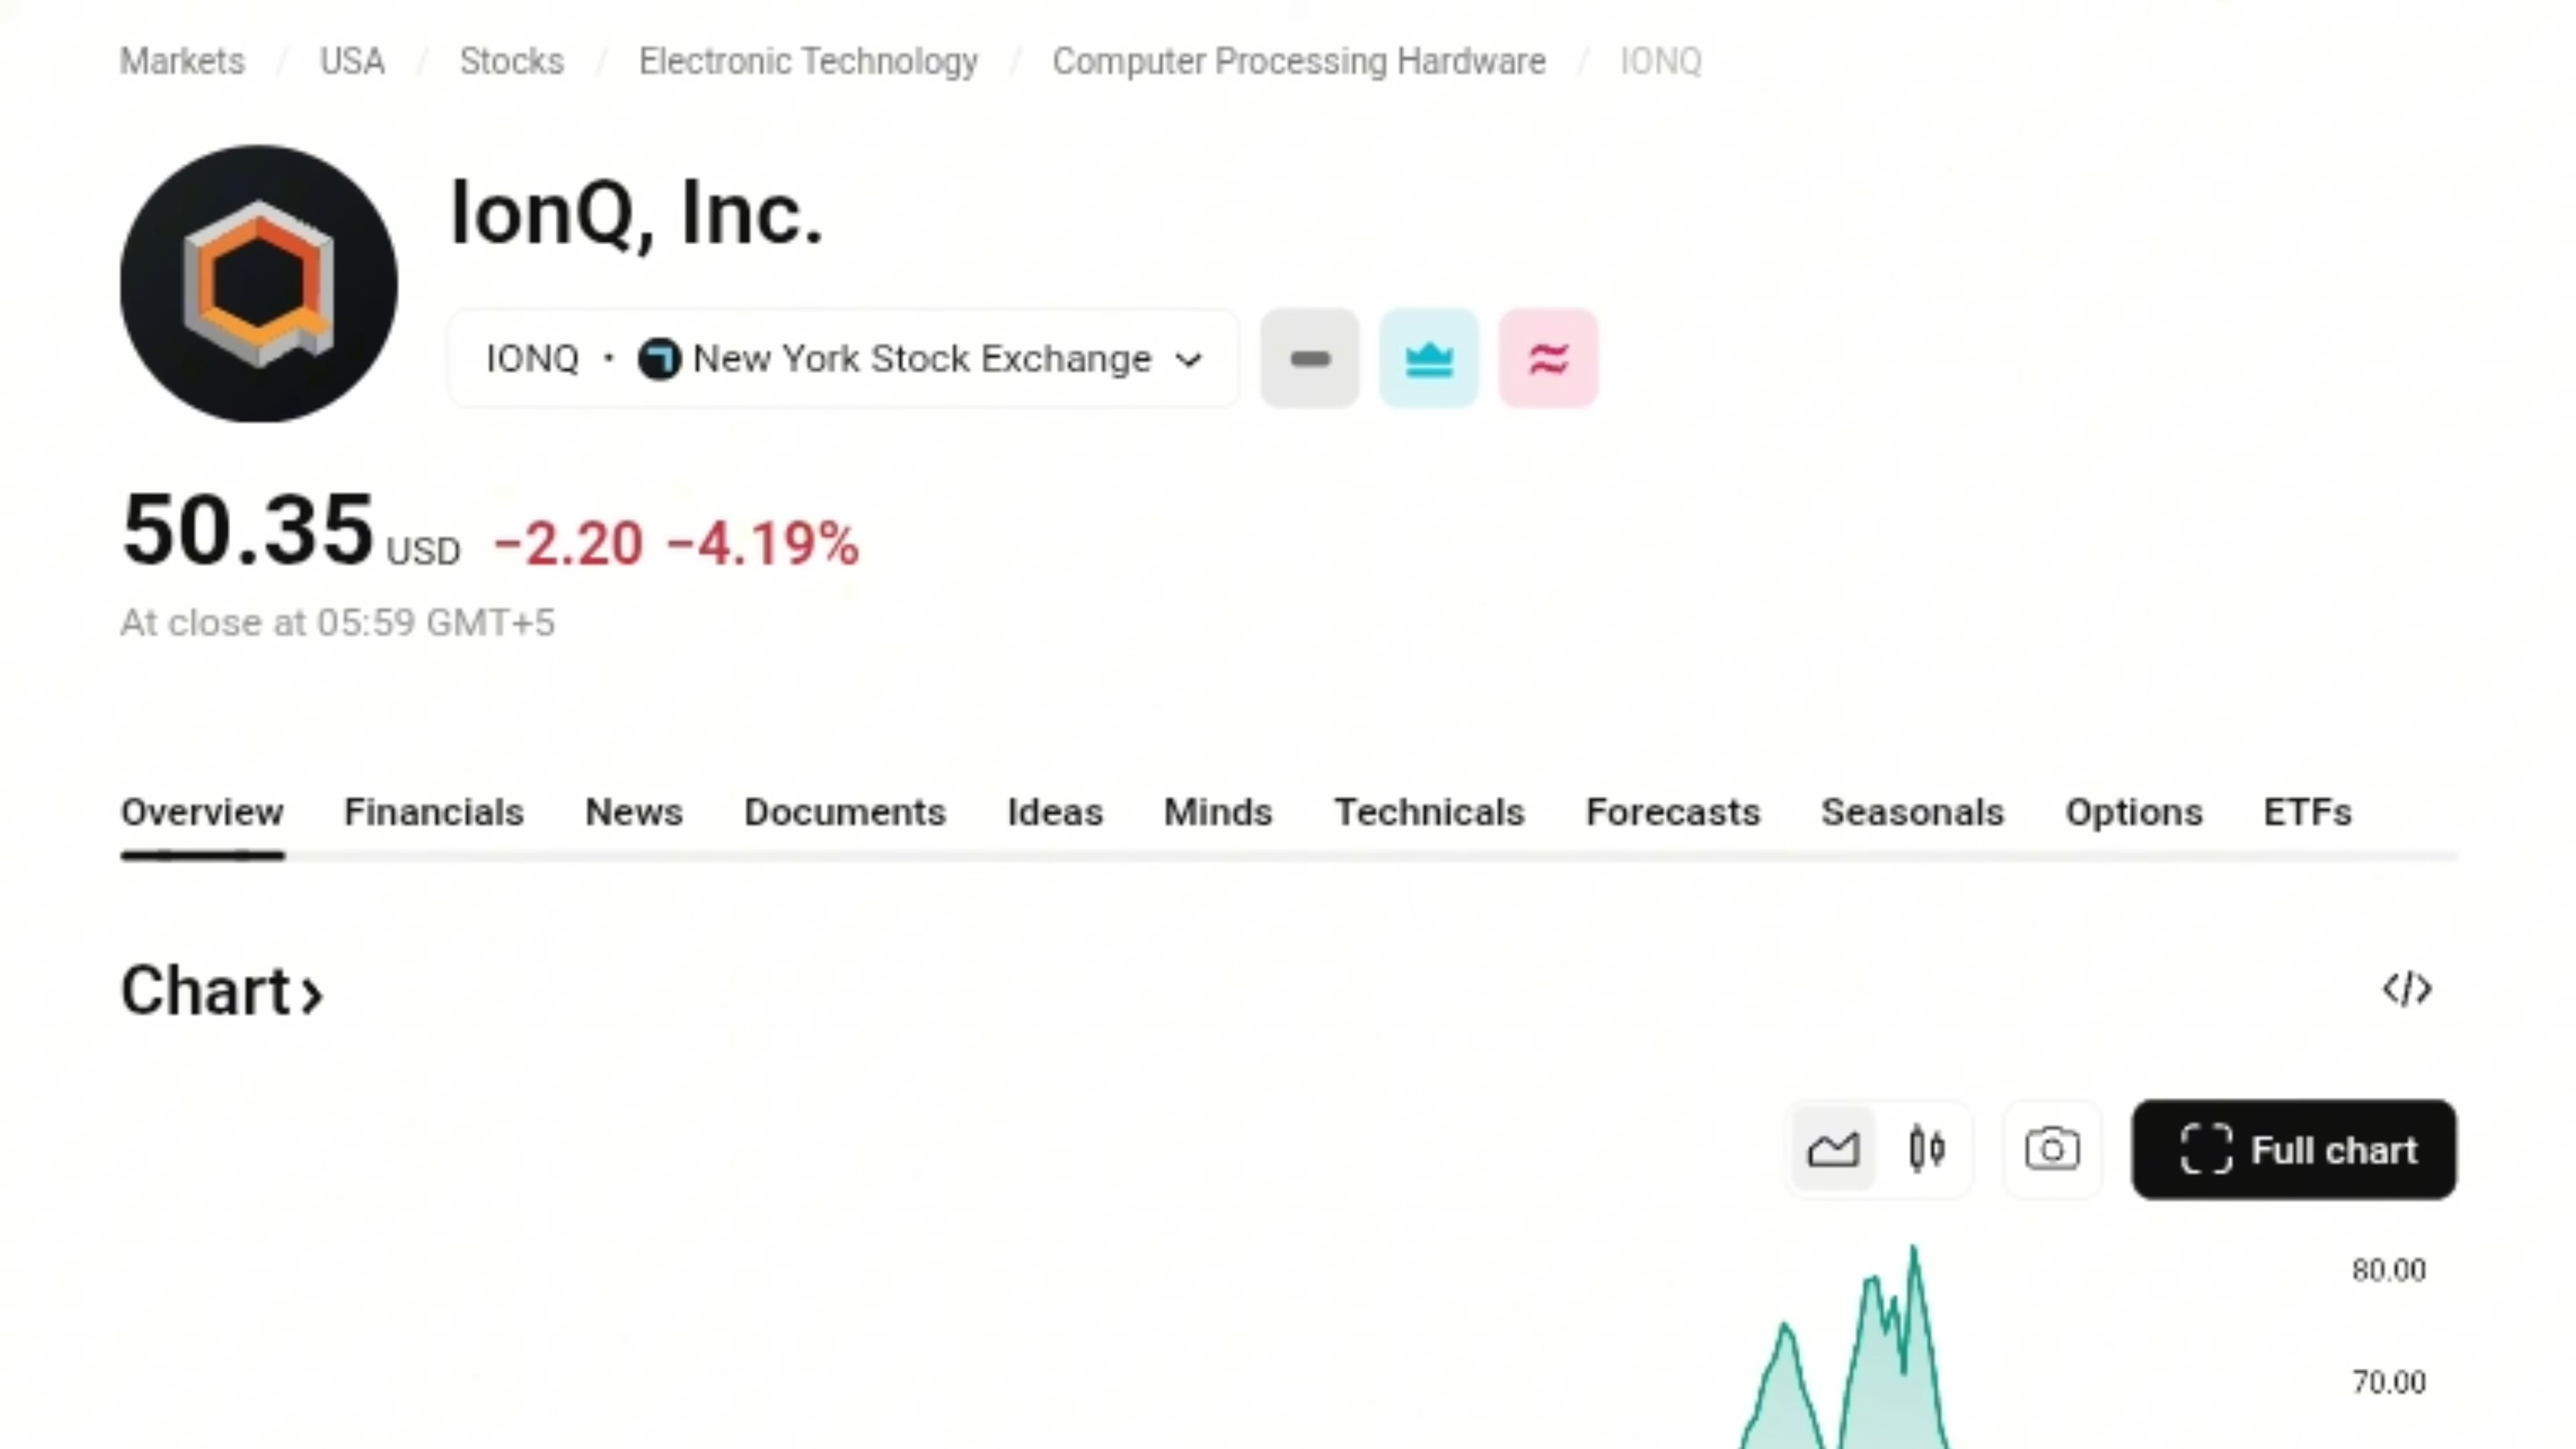 Markets / USA / Stocks / Electronic Technology / Computer Processing Hardware / IONQ
IonQ, Inc.
IONQ • New York Stock Exchange
50.35 USD −2.20 −4.19%
At close at 05:59 GMT+5
Overview Financials News Documents Ideas Minds Technicals Forecasts Seasonals Options ETFs
Chart
Full chart
80.00
70.00